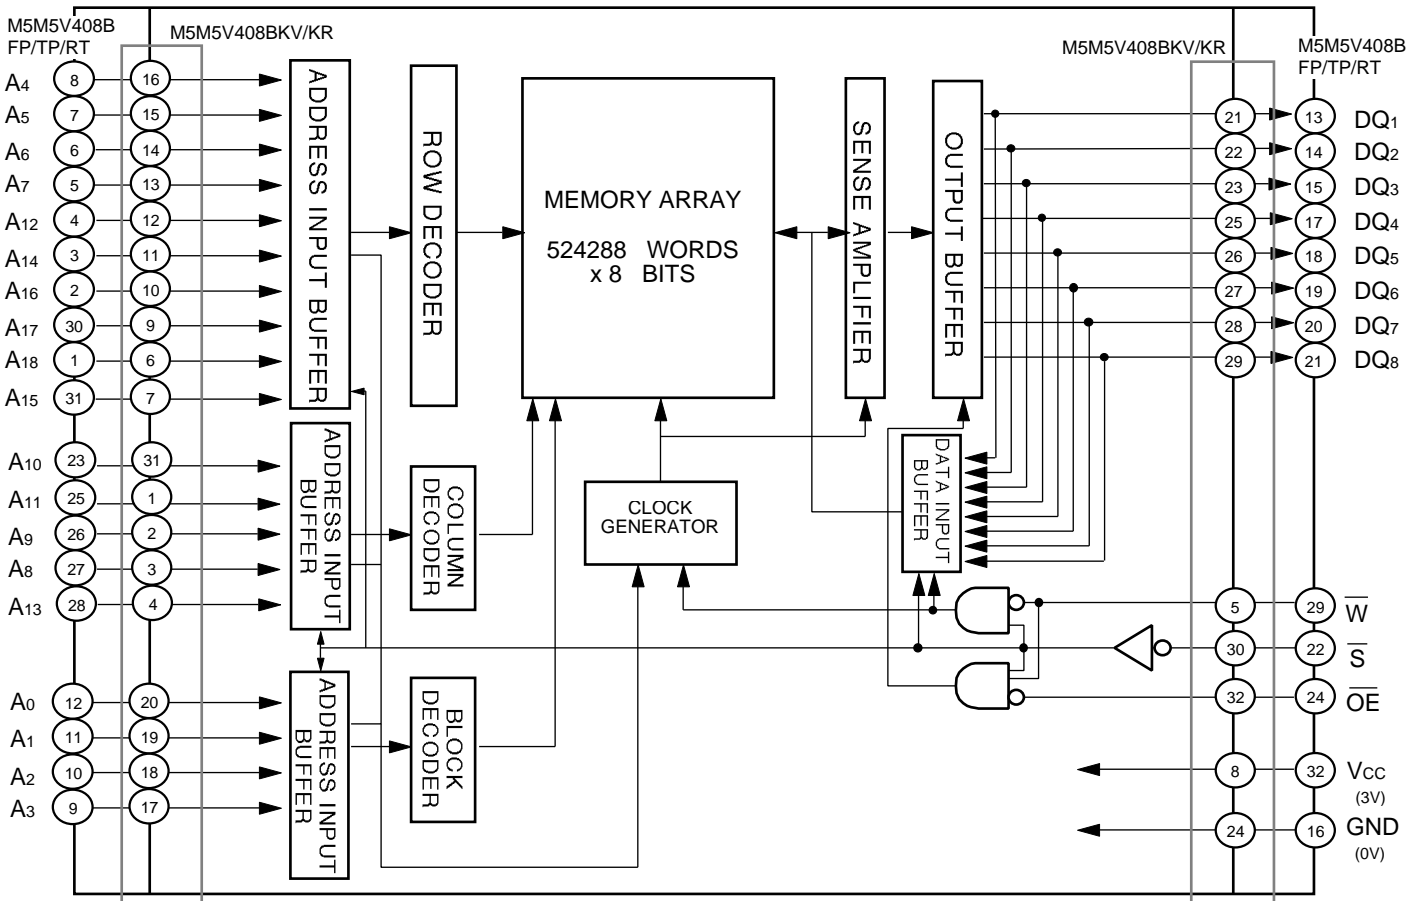 M5M5V408B
FP/TP/RT
M5M5V408BKV/KR
M5M5V408BKV/KR
M5M5V408B
FP/TP/RT
A4 8 16
A5 7 15
A6 6 14
A7 5 13
A12 4 12
A14 3 11
A16 2 10
A17 30 9
A18 1 6
A15 31 7
A10 23 31
A11 25 1
A9 26 2
A8 27 3
A13 28 4
A0 12 20
A1 11 19
A2 10 18
A3 9 17
ADDRESS INPUT BUFFER
ROW DECODER
MEMORY ARRAY
524288 WORDS
x 8 BITS
SENSE AMPLIFIER
OUTPUT BUFFER
ADDRESS INPUT
BUFFER
COLUMN
DECODER
CLOCK
GENERATOR
DATA INPUT
BUFFER
ADDRESS INPUT
BUFFER
BLOCK
DECODER
21 13 DQ1
22 14 DQ2
23 15 DQ3
25 17 DQ4
26 18 DQ5
27 19 DQ6
28 20 DQ7
29 21 DQ8
5 29 W̅
30 22 S̅
32 24 O̅E̅
8 32 VCC
(3V)
24 16 GND
(0V)